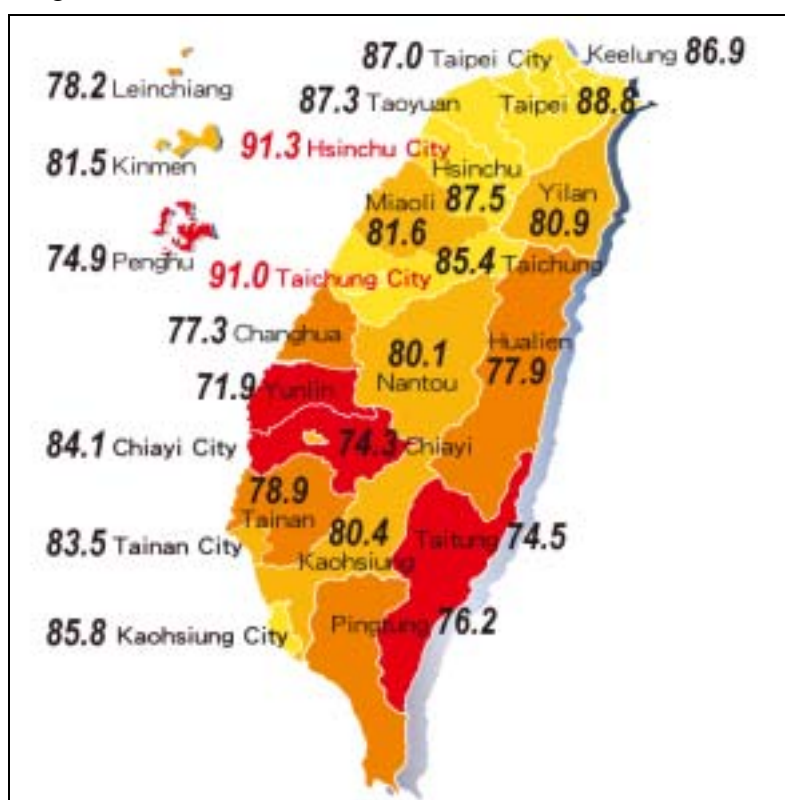 87.0 Taipei City
Keelung 86.9
78.2 Leinchiang
87.3 Taoyuan
Taipei 88.8
91.3 Hsinchu City
81.5 Kinmen
Hsinchu
87.5
Yilan
80.9
Miaoli
81.6
74.9 Penghu
91.0 Taichung City
85.4 Taichung
77.3 Changhua
Hualien
77.9
80.1
Nantou
71.9 Yunlin
84.1 Chiayi City
74.3 Chiayi
78.9
Tainan
80.4
Kaohsiung
Taitung 74.5
83.5 Tainan City
Pingtung 76.2
85.8 Kaohsiung City